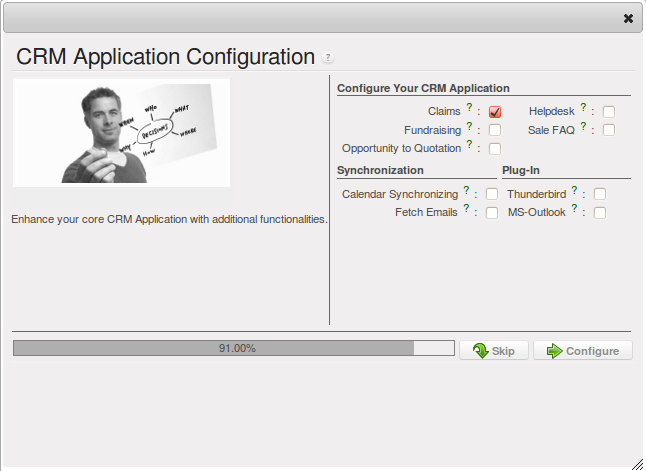 CRM Application Configuration ?
WHO
WHAT
WHEN
DECISIONS
WHERE
WHY
HOW
Enhance your core CRM Application with additional functionalities.
Configure Your CRM Application
Claims ? : Helpdesk ? :
Fundraising ? : Sale FAQ ? :
Opportunity to Quotation ? :
Synchronization Plug-In
Calendar Synchronizing ? : Thunderbird ? :
Fetch Emails ? : MS-Outlook ? :
91.00% Skip Configure